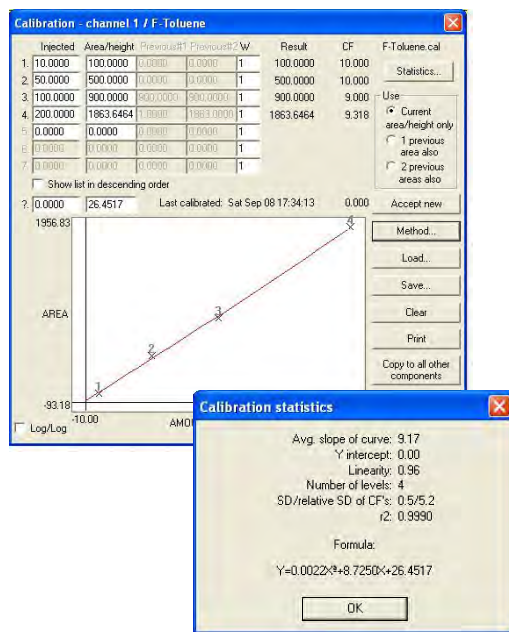 Calibration - channel 1 / F-Toluene
Injected Area/height Previous#1 Previous#2 W Result CF F-Toluene.cal
1. 10.0000 100.0000 0.0000 0.0000 1 100.0000 10.000
2. 50.0000 500.0000 0.0000 0.0000 1 500.0000 10.000
3. 100.0000 900.0000 900.0000 900.0000 1 900.0000 9.000
4. 200.0000 1863.6464 1.0000 1863.0000 1 1863.6464 9.318
5. 0.0000 0.0000 0.0000 0.0000 1
6. 0.0000 0.0000 0.0000 0.0000 1
7. 0.0000 0.0000 0.0000 0.0000 1
Statistics...
Use
Current
area/height only
1 previous
area also
2 previous
areas also
Show list in descending order
?. 0.0000 26.4517 Last calibrated: Sat Sep 08 17:34:13 0.000
Accept new
Method...
Load...
Save...
Clear
Print
Copy to all other
components
1956.83
AREA
-93.18
-10.00
1
2
3
4
Log/Log
Calibration statistics
Avg. slope of curve: 9.17
Y intercept: 0.00
Linearity: 0.96
Number of levels: 4
SD/relative SD of CF's: 0.5/5.2
r2: 0.9990
Formula:
Y=0.0022X²+8.7250X+26.4517
OK